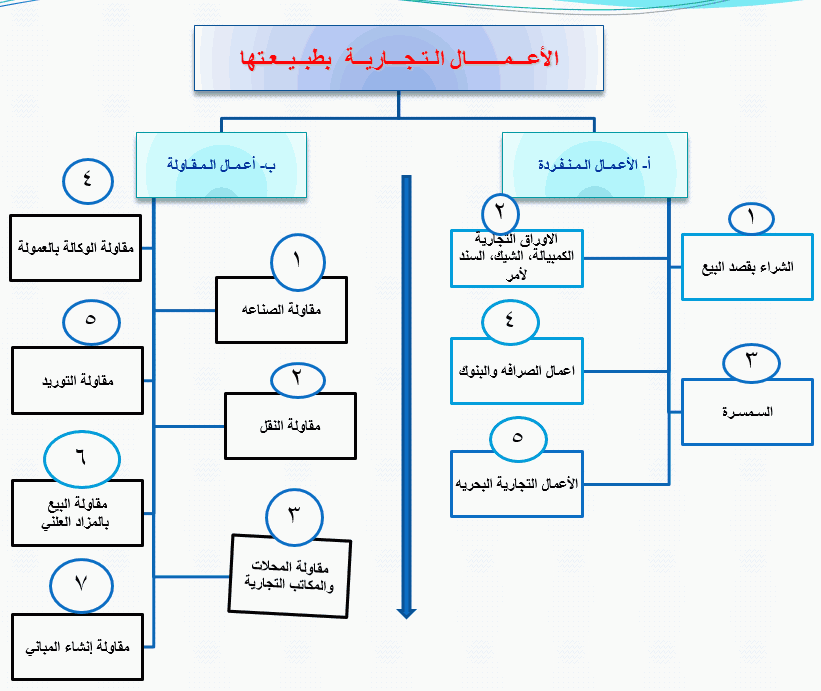 الأعمال التجارية بطبيعتها
أ- الأعمال المنفردة
١
الشراء بقصد البيع
٢
الاوراق التجارية
الكمبيالة، الشيك، السند
لأمر
٣
السمسرة
٤
اعمال الصرافه والبنوك
٥
الأعمال التجارية البحريه
ب- أعمال المقاولة
١
مقاولة الصناعه
٢
مقاولة النقل
٣
مقاولة المحلات
والمكاتب التجارية
٤
مقاولة الوكالة بالعمولة
٥
مقاولة التوريد
٦
مقاولة البيع
بالمزاد العلني
٧
مقاولة إنشاء المباني